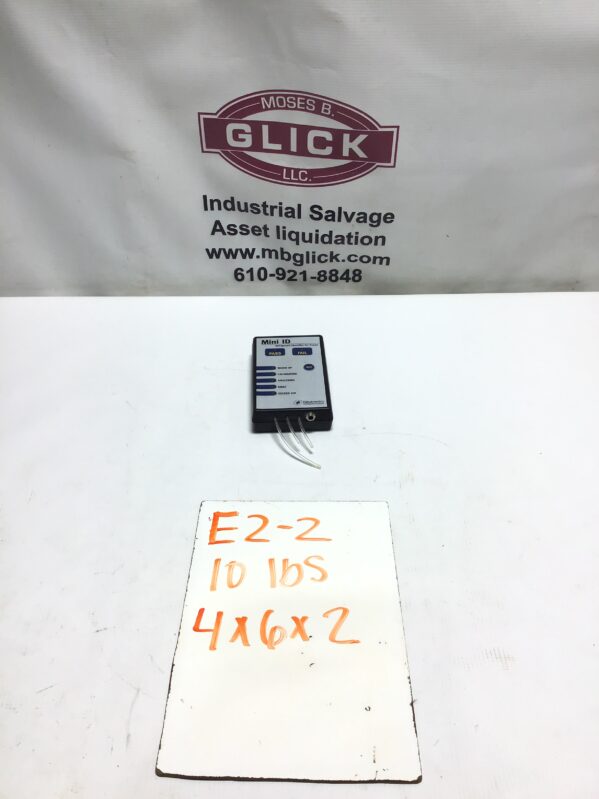 MOSES B.
GLICK
LLC.
Industrial Salvage
Asset liquidation
www.mbglick.com
610-921-8848
Mini ID
PASS FAIL
E2-2
10 lbs
4x6x2